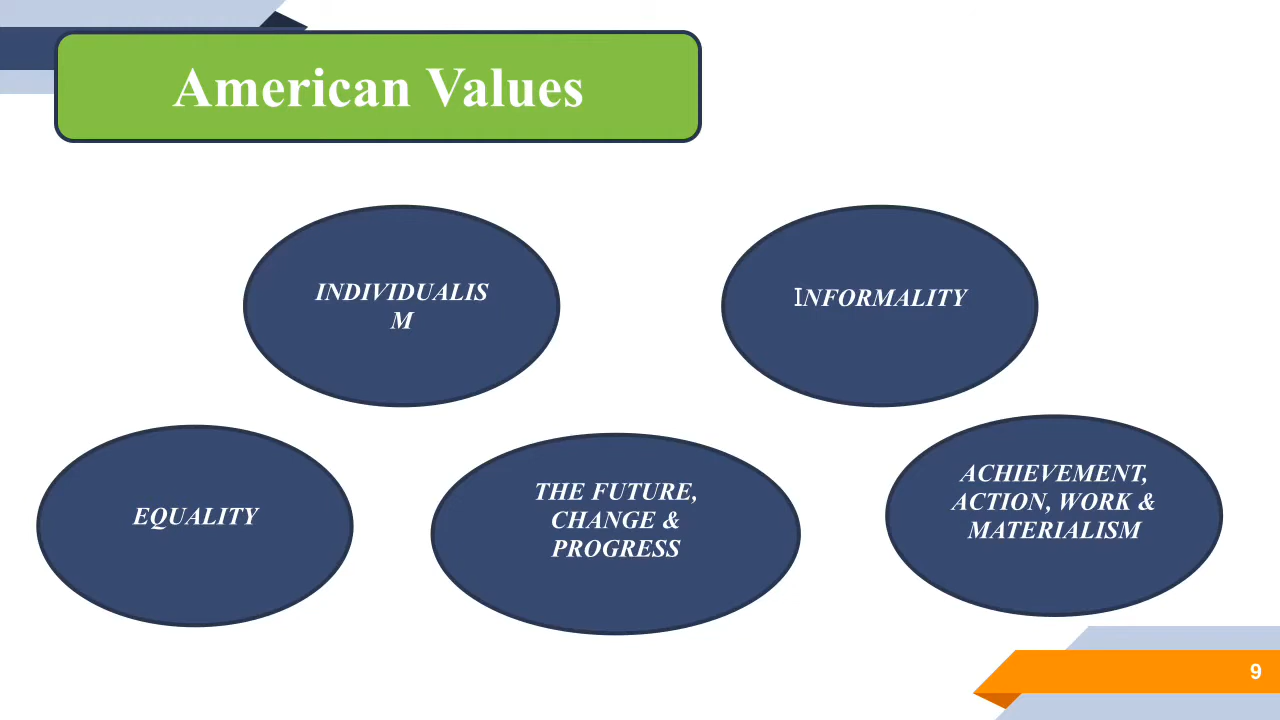 American Values
INDIVIDUALIS
M
INFORMALITY
EQUALITY
THE FUTURE,
CHANGE &
PROGRESS
ACHIEVEMENT,
ACTION, WORK &
MATERIALISM
9